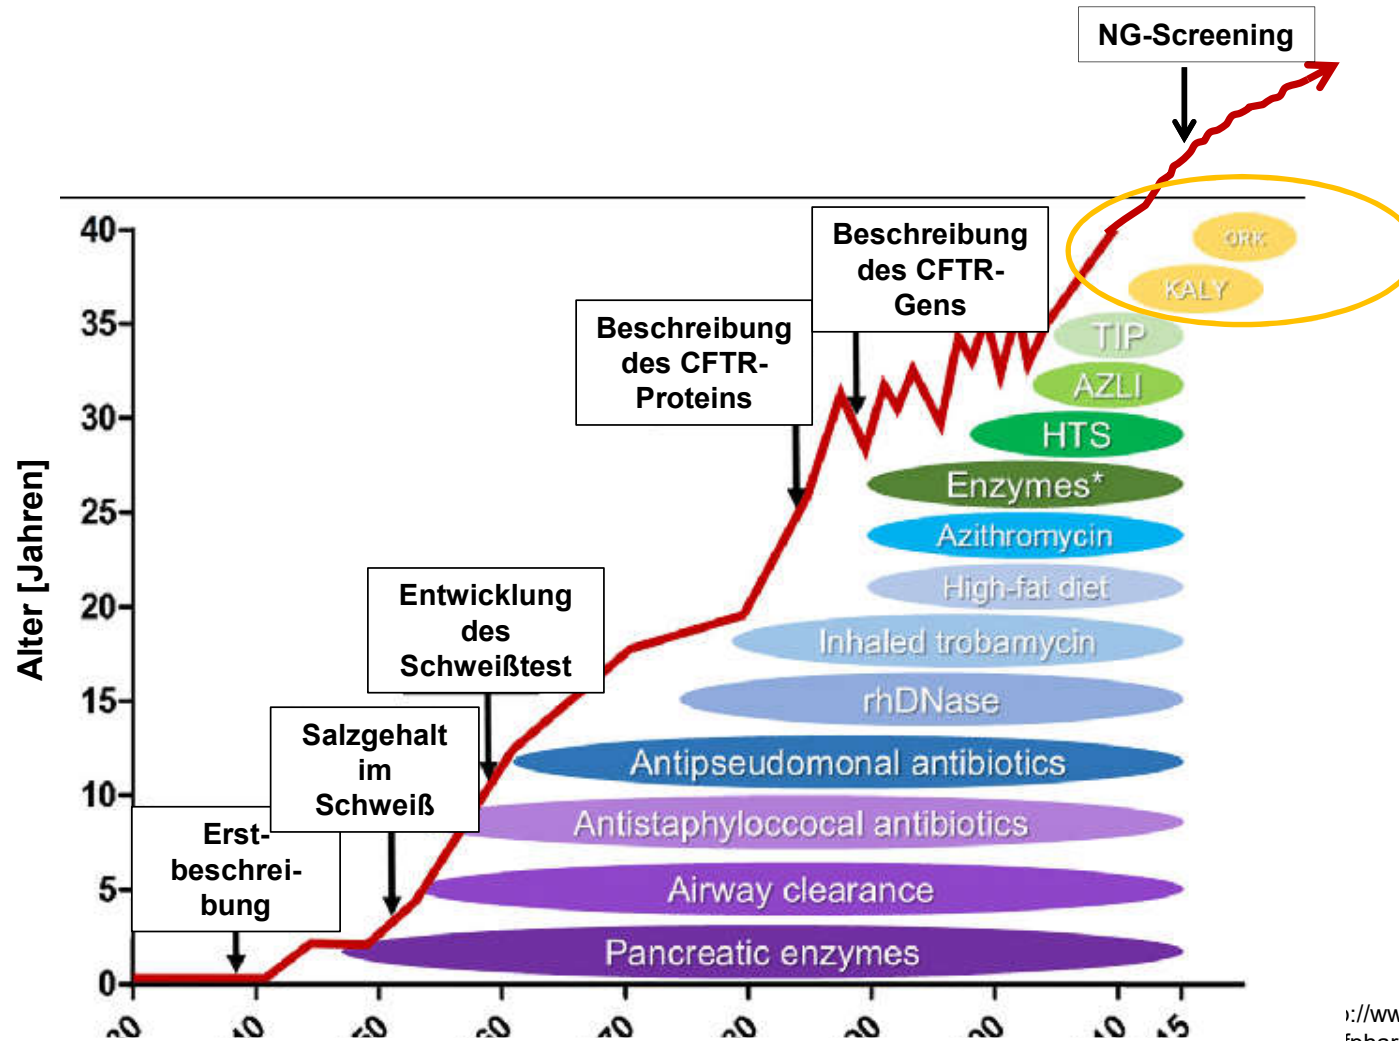 NG-Screening
Beschreibung
des CFTR-
Gens
Beschreibung
des CFTR-
Proteins
Entwicklung
des
Schweißtest
Salzgehalt
im
Schweiß
Erst-
beschrei-
bung
Alter [Jahren]
40
35
30
25
20
15
10
5
0
ORK
KALY
TIP
AZLI
HTS
Enzymes*
Azithromycin
High-fat diet
Inhaled trobamycin
rhDNase
Antipseudomonal antibiotics
Antistaphyloccocal antibiotics
Airway clearance
Pancreatic enzymes